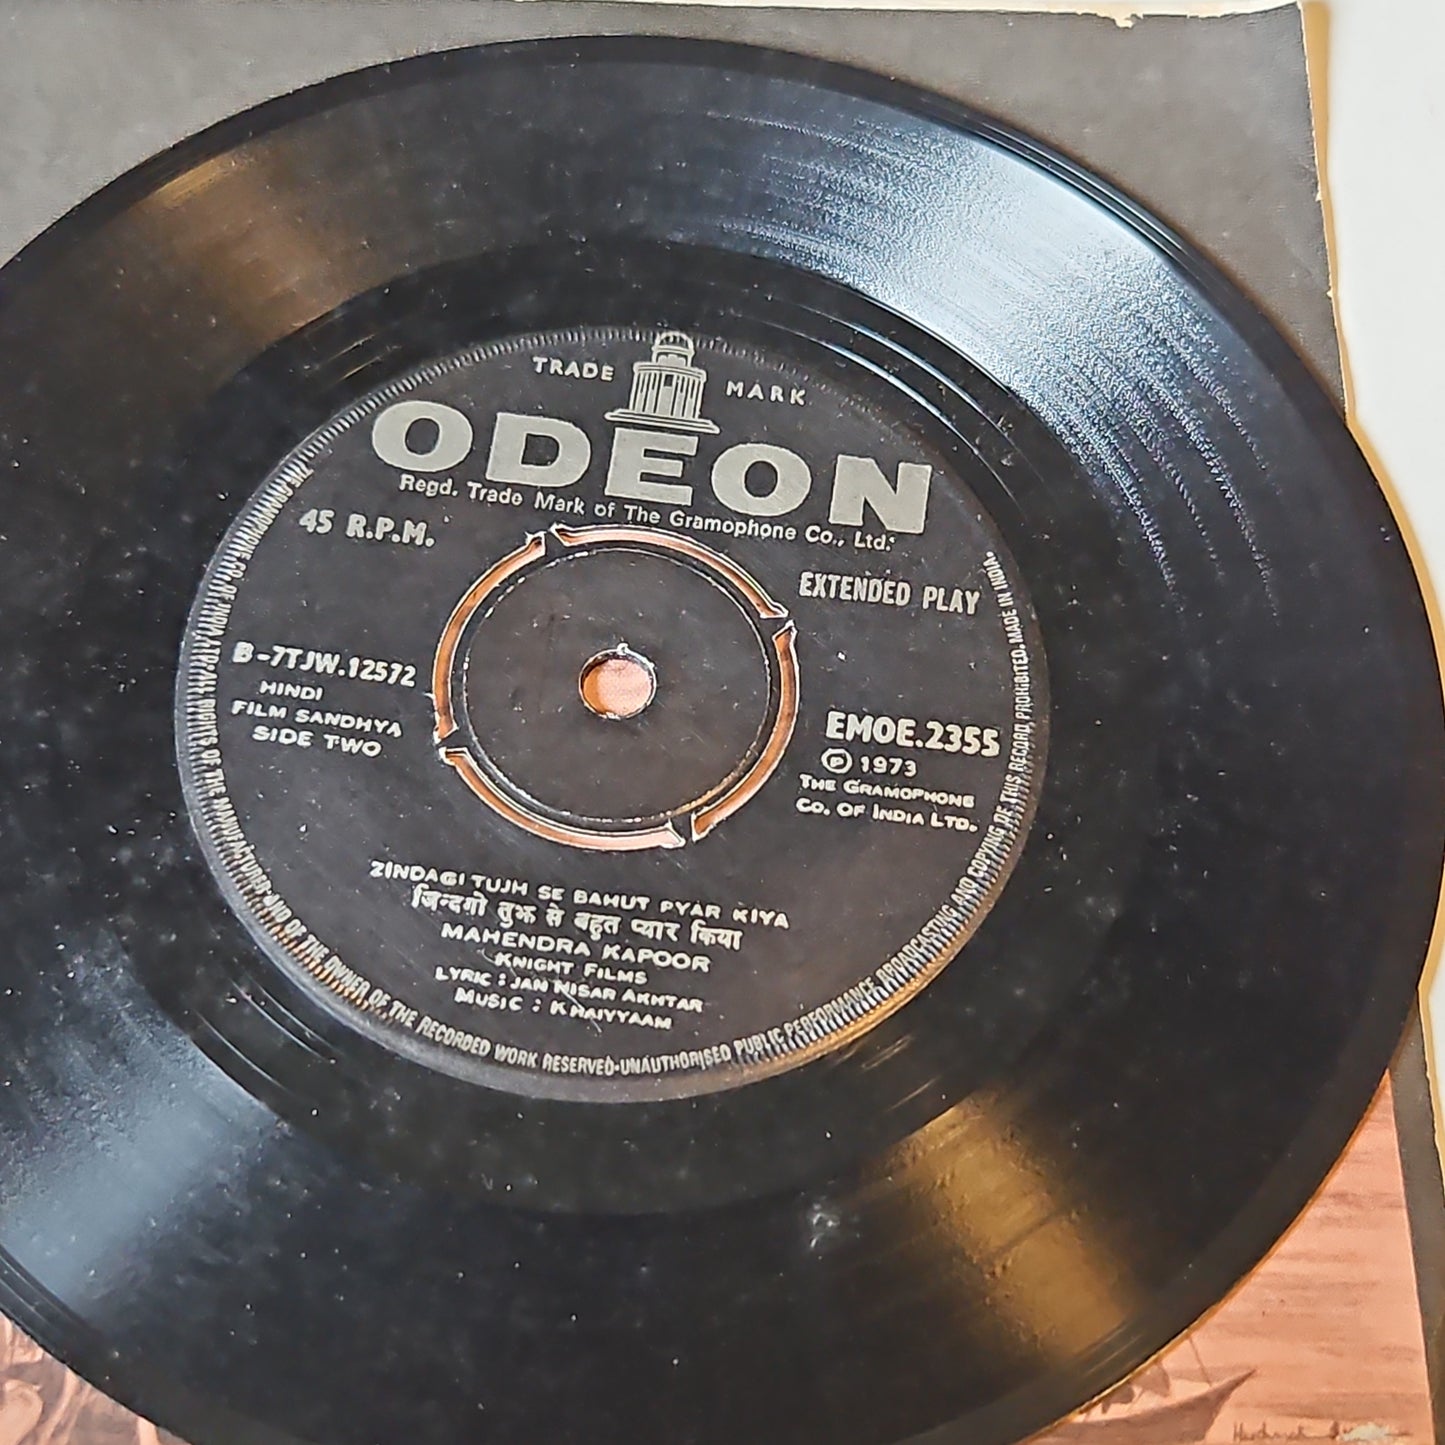 TRADE MARK
ODEON
Regd. Trade Mark of The Gramophone Co., Ltd.
45 R.P.M.
EXTENDED PLAY
B-7TJW.12572
HINDI
FILM SANDHYA
SIDE TWO
EMOE.2355
Ⓟ 1973
THE GRAMOPHONE
CO. OF INDIA LTD.
ZINDAGI TUJH SE BAHUT PYAR KIYA
जिन्दगी तुझ से बहुत प्यार किया
MAHENDRA KAPOOR
KNIGHT FILMS
LYRIC : JAN NISAR AKHTAR
MUSIC : KHAIYYAAM
THE GRAMOPHONE CO. OF INDIA LTD. ALL RIGHTS OF THE MANUFACTURER AND OF THE OWNER OF THE RECORDED WORK RESERVED·UNAUTHORISED PUBLIC PERFORMANCE BROADCASTING AND COPYING OF THIS RECORD PROHIBITED. MADE IN INDIA.